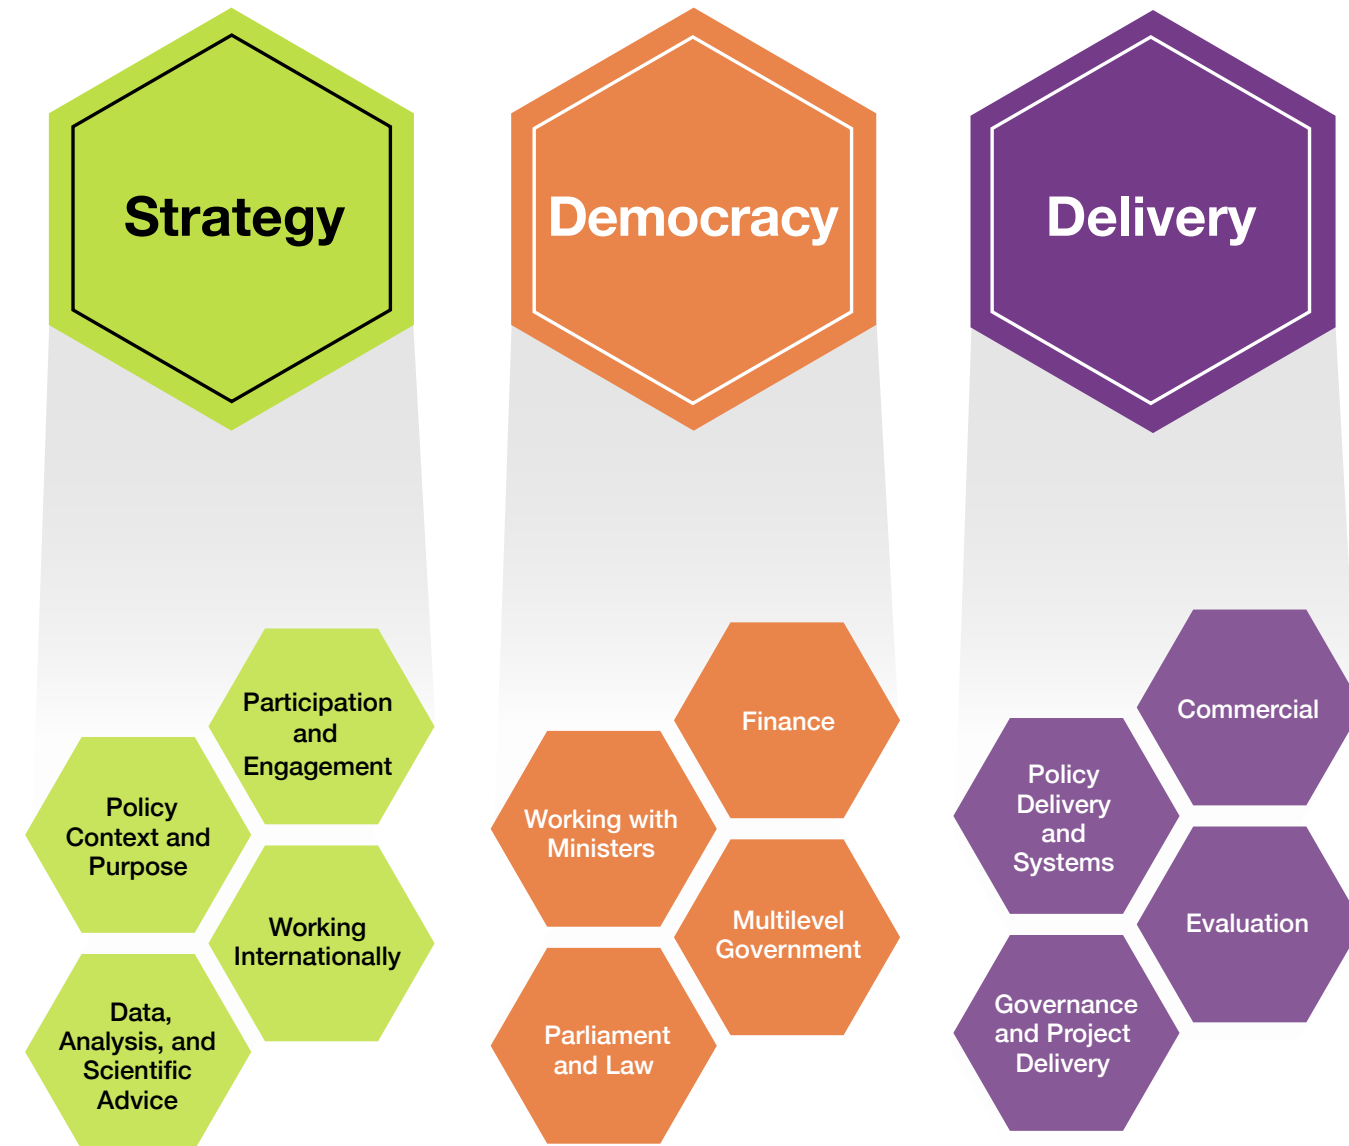 Strategy
Democracy
Delivery
Participation
and
Engagement
Policy
Context and
Purpose
Working
Internationally
Data,
Analysis, and
Scientific
Advice
Finance
Working with
Ministers
Multilevel
Government
Parliament
and Law
Commercial
Policy
Delivery
and
Systems
Evaluation
Governance
and Project
Delivery